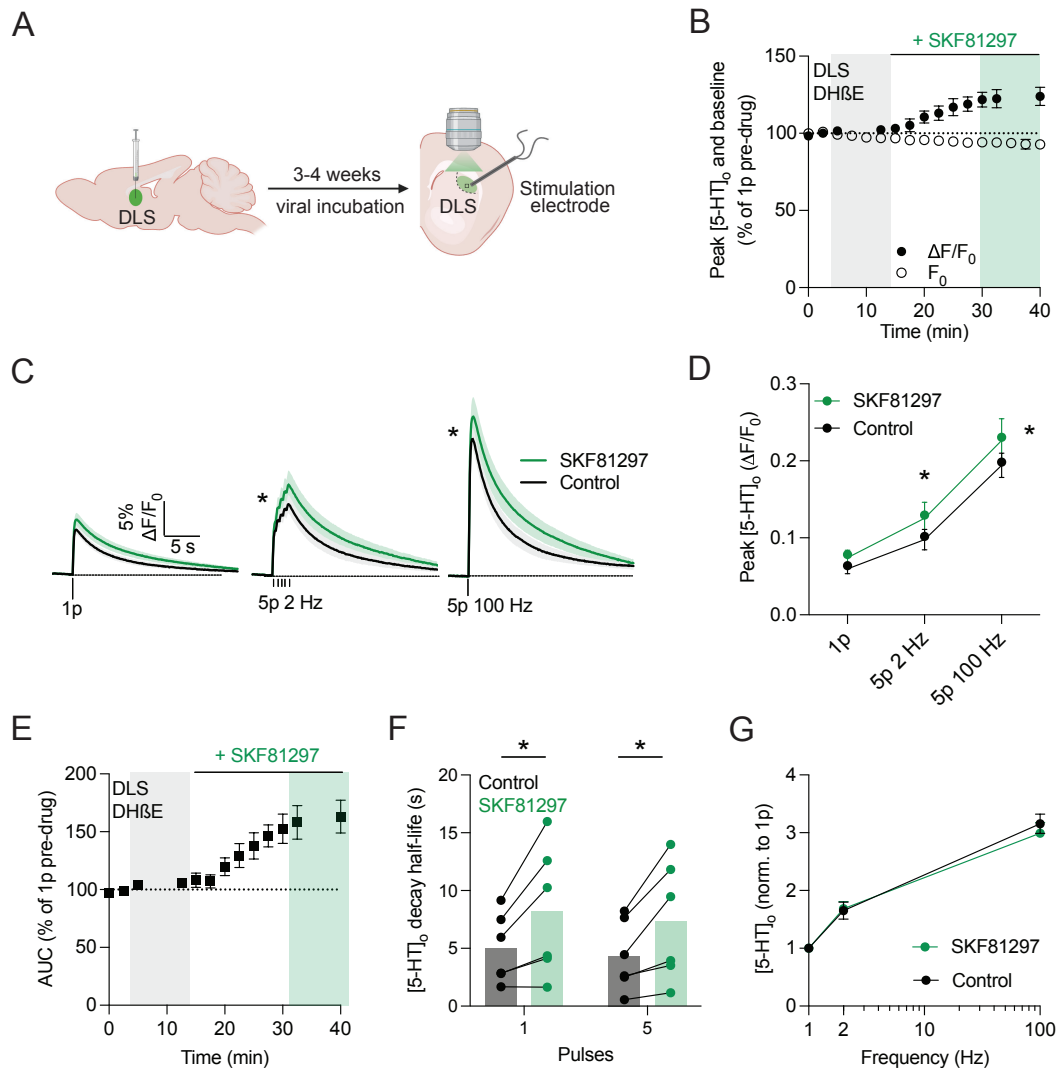 A
DLS
3-4 weeks
viral incubation
DLS
Stimulation
electrode
B
+ SKF81297
Peak [5-HT]o and baseline
(% of 1p pre-drug)
150
100
50
0
DLS
DHßE
ΔF/F0
F0
0 10 20 30 40
Time (min)
C
*
*
SKF81297
Control
5%
ΔF/F0
5 s
1p
5p 2 Hz
5p 100 Hz
D
Peak [5-HT]o (ΔF/F0)
0.3
0.2
0.1
0.0
SKF81297
Control
*
*
1p
5p 2 Hz
5p 100 Hz
E
+ SKF81297
AUC (% of 1p pre-drug)
200
150
100
50
0
DLS
DHßE
0 10 20 30 40
Time (min)
F
[5-HT]o decay half-life (s)
20
15
10
5
0
* *
Control
SKF81297
1 5
Pulses
G
[5-HT]o (norm. to 1p)
4
3
2
1
0
SKF81297
Control
1 2 10 100
Frequency (Hz)